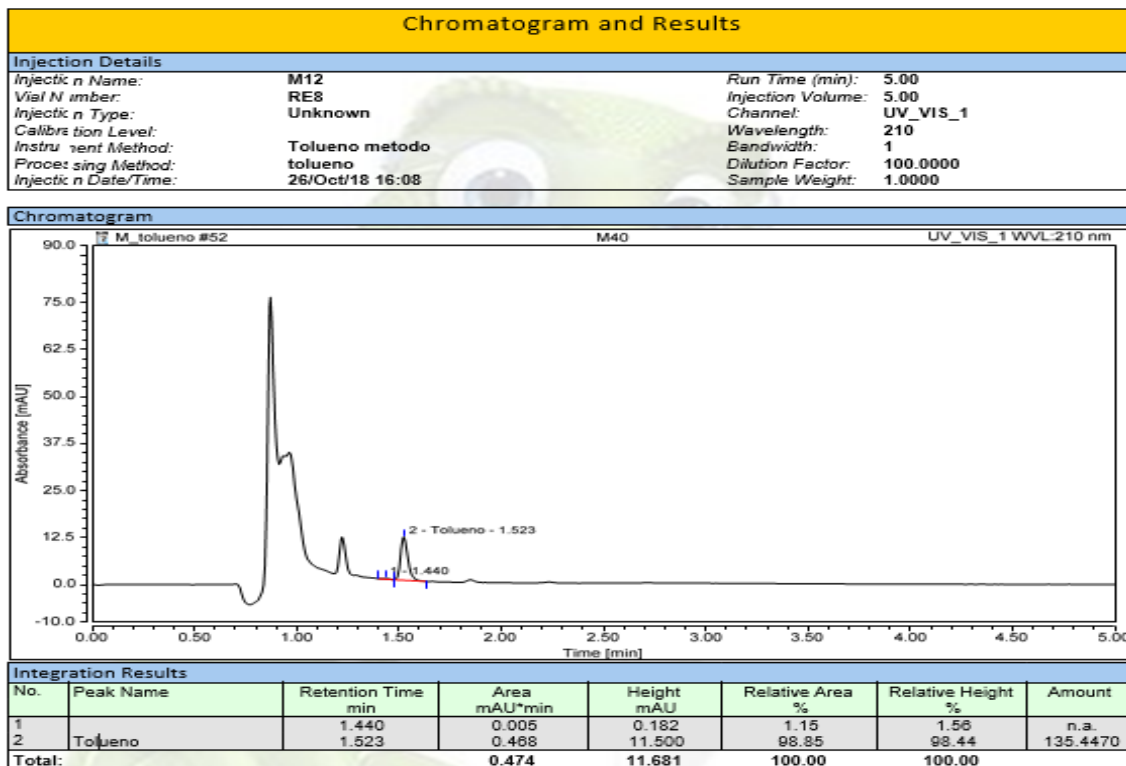 Chromatogram and Results
Injection Details
Injectic n Name: M12 Run Time (min): 5.00
Vial N umber: RE8 Injection Volume: 5.00
Injectic n Type: Unknown Channel: UV_VIS_1
Calibra tion Level: Wavelength: 210
Instru nent Method: Tolueno metodo Bandwidth: 1
Proces sing Method: tolueno Dilution Factor: 100.0000
Injectic n Date/Time: 26/Oct/18 16:08 Sample Weight: 1.0000
Chromatogram
M_tolueno #52 M40 UV_VIS_1 WVL:210 nm
90.0
75.0
62.5
50.0
37.5
25.0
12.5
0.0
-10.0
Absorbance [mAU]
2 - Tolueno - 1.523
1 - 1.440
0.00 0.50 1.00 1.50 2.00 2.50 3.00 3.50 4.00 4.50 5.00
Time [min]
Integration Results
No. Peak Name Retention Time Area Height Relative Area Relative Height Amount
min mAU*min mAU % %
1 1.440 0.005 0.182 1.15 1.56 n.a.
2 Tolueno 1.523 0.468 11.500 98.85 98.44 135.4470
Total: 0.474 11.681 100.00 100.00